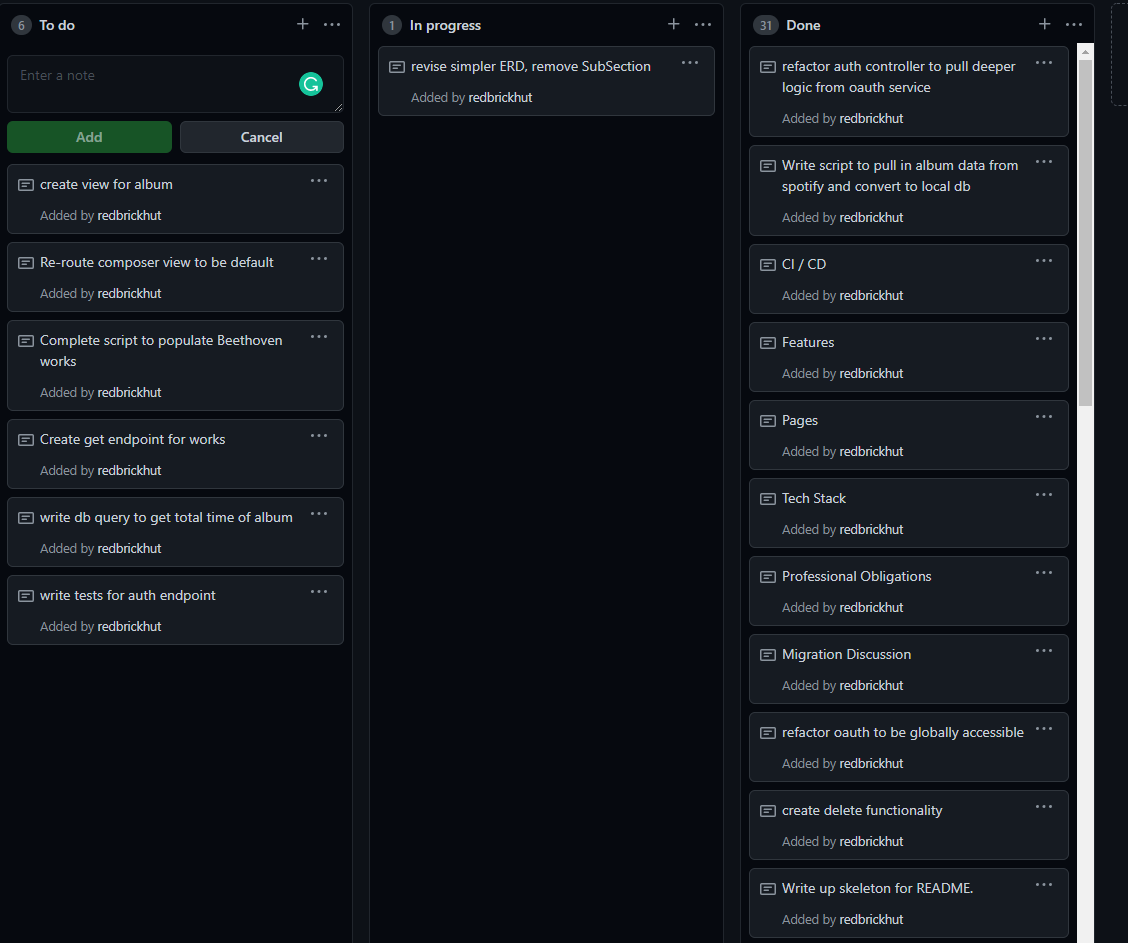 6 To do
Enter a note
Add
Cancel
create view for album
Added by redbrickhut
Re-route composer view to be default
Added by redbrickhut
Complete script to populate Beethoven
works
Added by redbrickhut
Create get endpoint for works
Added by redbrickhut
write db query to get total time of album
Added by redbrickhut
write tests for auth endpoint
Added by redbrickhut
1 In progress
revise simpler ERD, remove SubSection
Added by redbrickhut
31 Done
refactor auth controller to pull deeper
logic from oauth service
Added by redbrickhut
Write script to pull in album data from
spotify and convert to local db
Added by redbrickhut
CI / CD
Added by redbrickhut
Features
Added by redbrickhut
Pages
Added by redbrickhut
Tech Stack
Added by redbrickhut
Professional Obligations
Added by redbrickhut
Migration Discussion
Added by redbrickhut
refactor oauth to be globally accessible
Added by redbrickhut
create delete functionality
Added by redbrickhut
Write up skeleton for README.
Added by redbrickhut